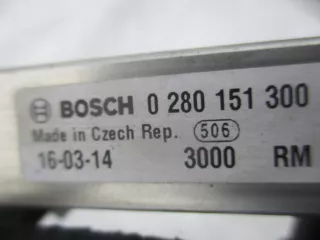 BOSCH 0 280 151 300
Made in Czech Rep. 506
16-03-14 3000 RM